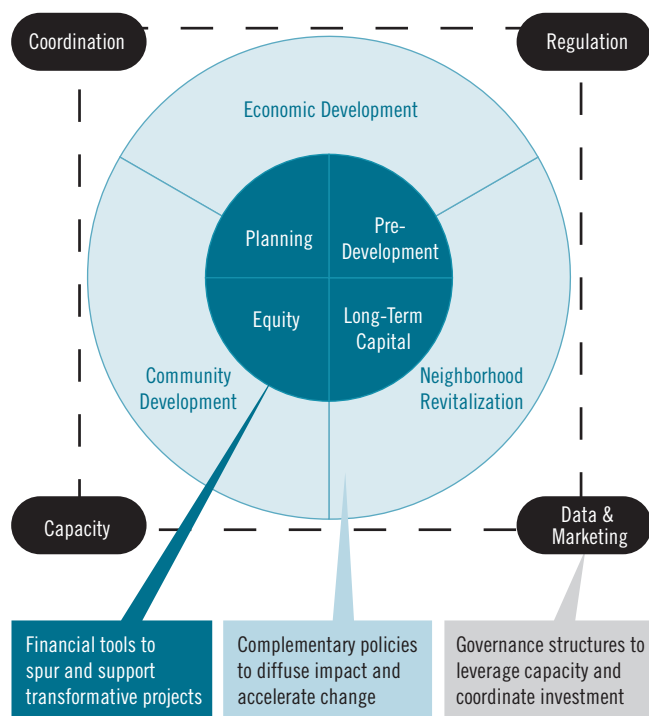 Coordination
Regulation
Economic Development
Planning
Pre-
Development
Equity
Long-Term
Capital
Community
Development
Neighborhood
Revitalization
Capacity
Data &
Marketing
Financial tools to
spur and support
transformative projects
Complementary policies
to diffuse impact and
accelerate change
Governance structures to
leverage capacity and
coordinate investment